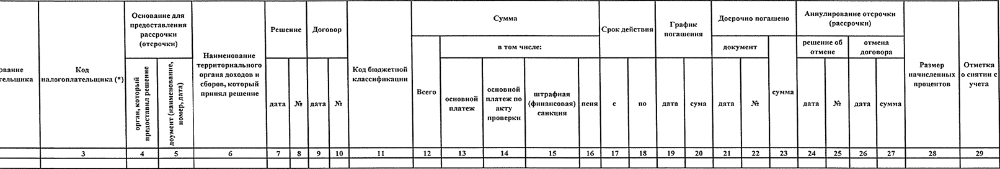 ование
тельщика
Код
налогоплательщика (*)
Основание для
предоставления
рассрочки
(отсрочки)
орган, который
предоставил решение
доумент (наименование,
номер, дата)
Наименование
территориального
органа доходов и
сборов, который
принял решение
Решение
дата
№
Договор
дата
№
Код бюджетной
классификации
Сумма
Всего
в том числе:
основной
платеж
основной
платеж по
акту
проверки
штрафная
(финансовая)
санкция
пеня
Срок действия
с
по
График
погашения
дата
сума
Досрочно погашено
документ
дата
№
сумма
Аннулирование отсрочки
(рассрочки)
решение об
отмене
дата
№
отмена
договора
дата
сумма
Размер
начисленных
процентов
Отметка
о снятии с
учета
3 4 5 6 7 8 9 10 11 12 13 14 15 16 17 18 19 20 21 22 23 24 25 26 27 28 29